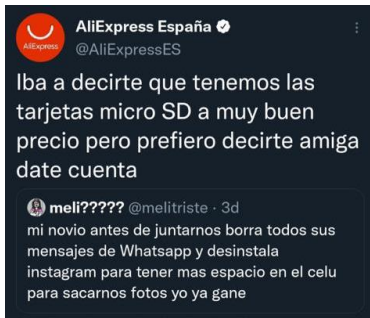 AliExpress España
@AliExpressES
AliExpress
Iba a decirte que tenemos las
tarjetas micro SD a muy buen
precio pero prefiero decirte amiga
date cuenta
meli????? @melitriste · 3d
mi novio antes de juntarnos borra todos sus
mensajes de Whatsapp y desinstala
instagram para tener mas espacio en el celu
para sacarnos fotos yo ya gane